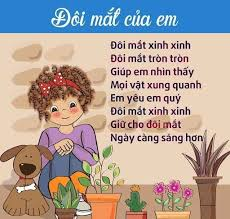 Đôi mắt của em
Đôi mắt xinh xinh
Đôi mắt tròn tròn
Giúp em nhìn thấy
Mọi vật xung quanh
Em yêu em quý
Đôi mắt xinh xinh
Giữ cho đôi mắt
Ngày càng sáng hơn